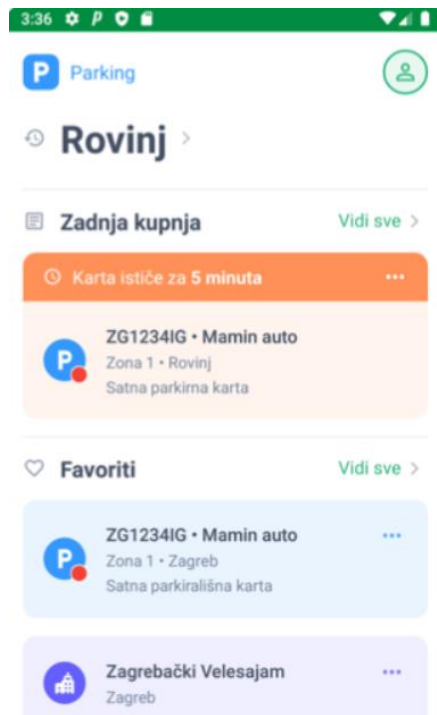 3:36
P Parking
Rovinj
Zadnja kupnja Vidi sve
Karta ističe za 5 minuta
ZG1234IG • Mamin auto
P
Zona 1 • Rovinj
Satna parkirna karta
Favoriti Vidi sve
ZG1234IG • Mamin auto
P
Zona 1 • Zagreb
Satna parkirališna karta
Zagrebački Velesajam
Zagreb